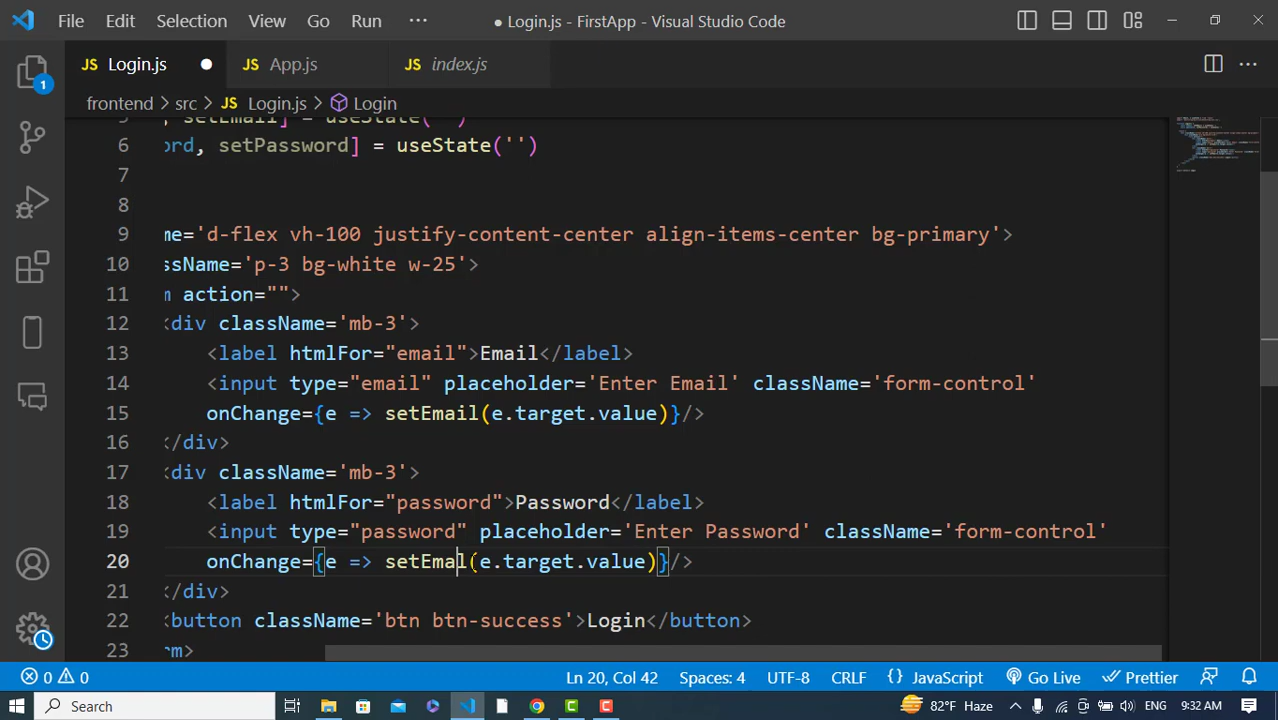 File Edit Selection View Go Run ··· ● Login.js - FirstApp - Visual Studio Code
JS Login.js ● JS App.js JS index.js ···
frontend > src > JS Login.js > Login
5 , setEmail] = useState('')
6 ord, setPassword] = useState('')
7
8
9 me='d-flex vh-100 justify-content-center align-items-center bg-primary'>
10 ssName='p-3 bg-white w-25'>
11 m action="">
12 <div className='mb-3'>
13 <label htmlFor="email">Email</label>
14 <input type="email" placeholder='Enter Email' className='form-control'
15 onChange={e => setEmail(e.target.value)}/>
16 </div>
17 <div className='mb-3'>
18 <label htmlFor="password">Password</label>
19 <input type="password" placeholder='Enter Password' className='form-control'
20 onChange={e => setEmal(e.target.value)}/>
21 </div>
22 <button className='btn btn-success'>Login</button>
23 rm>
1
0 0 Ln 20, Col 42 Spaces: 4 UTF-8 CRLF {} JavaScript Go Live Prettier
Search 82°F Haze ENG 9:32 AM